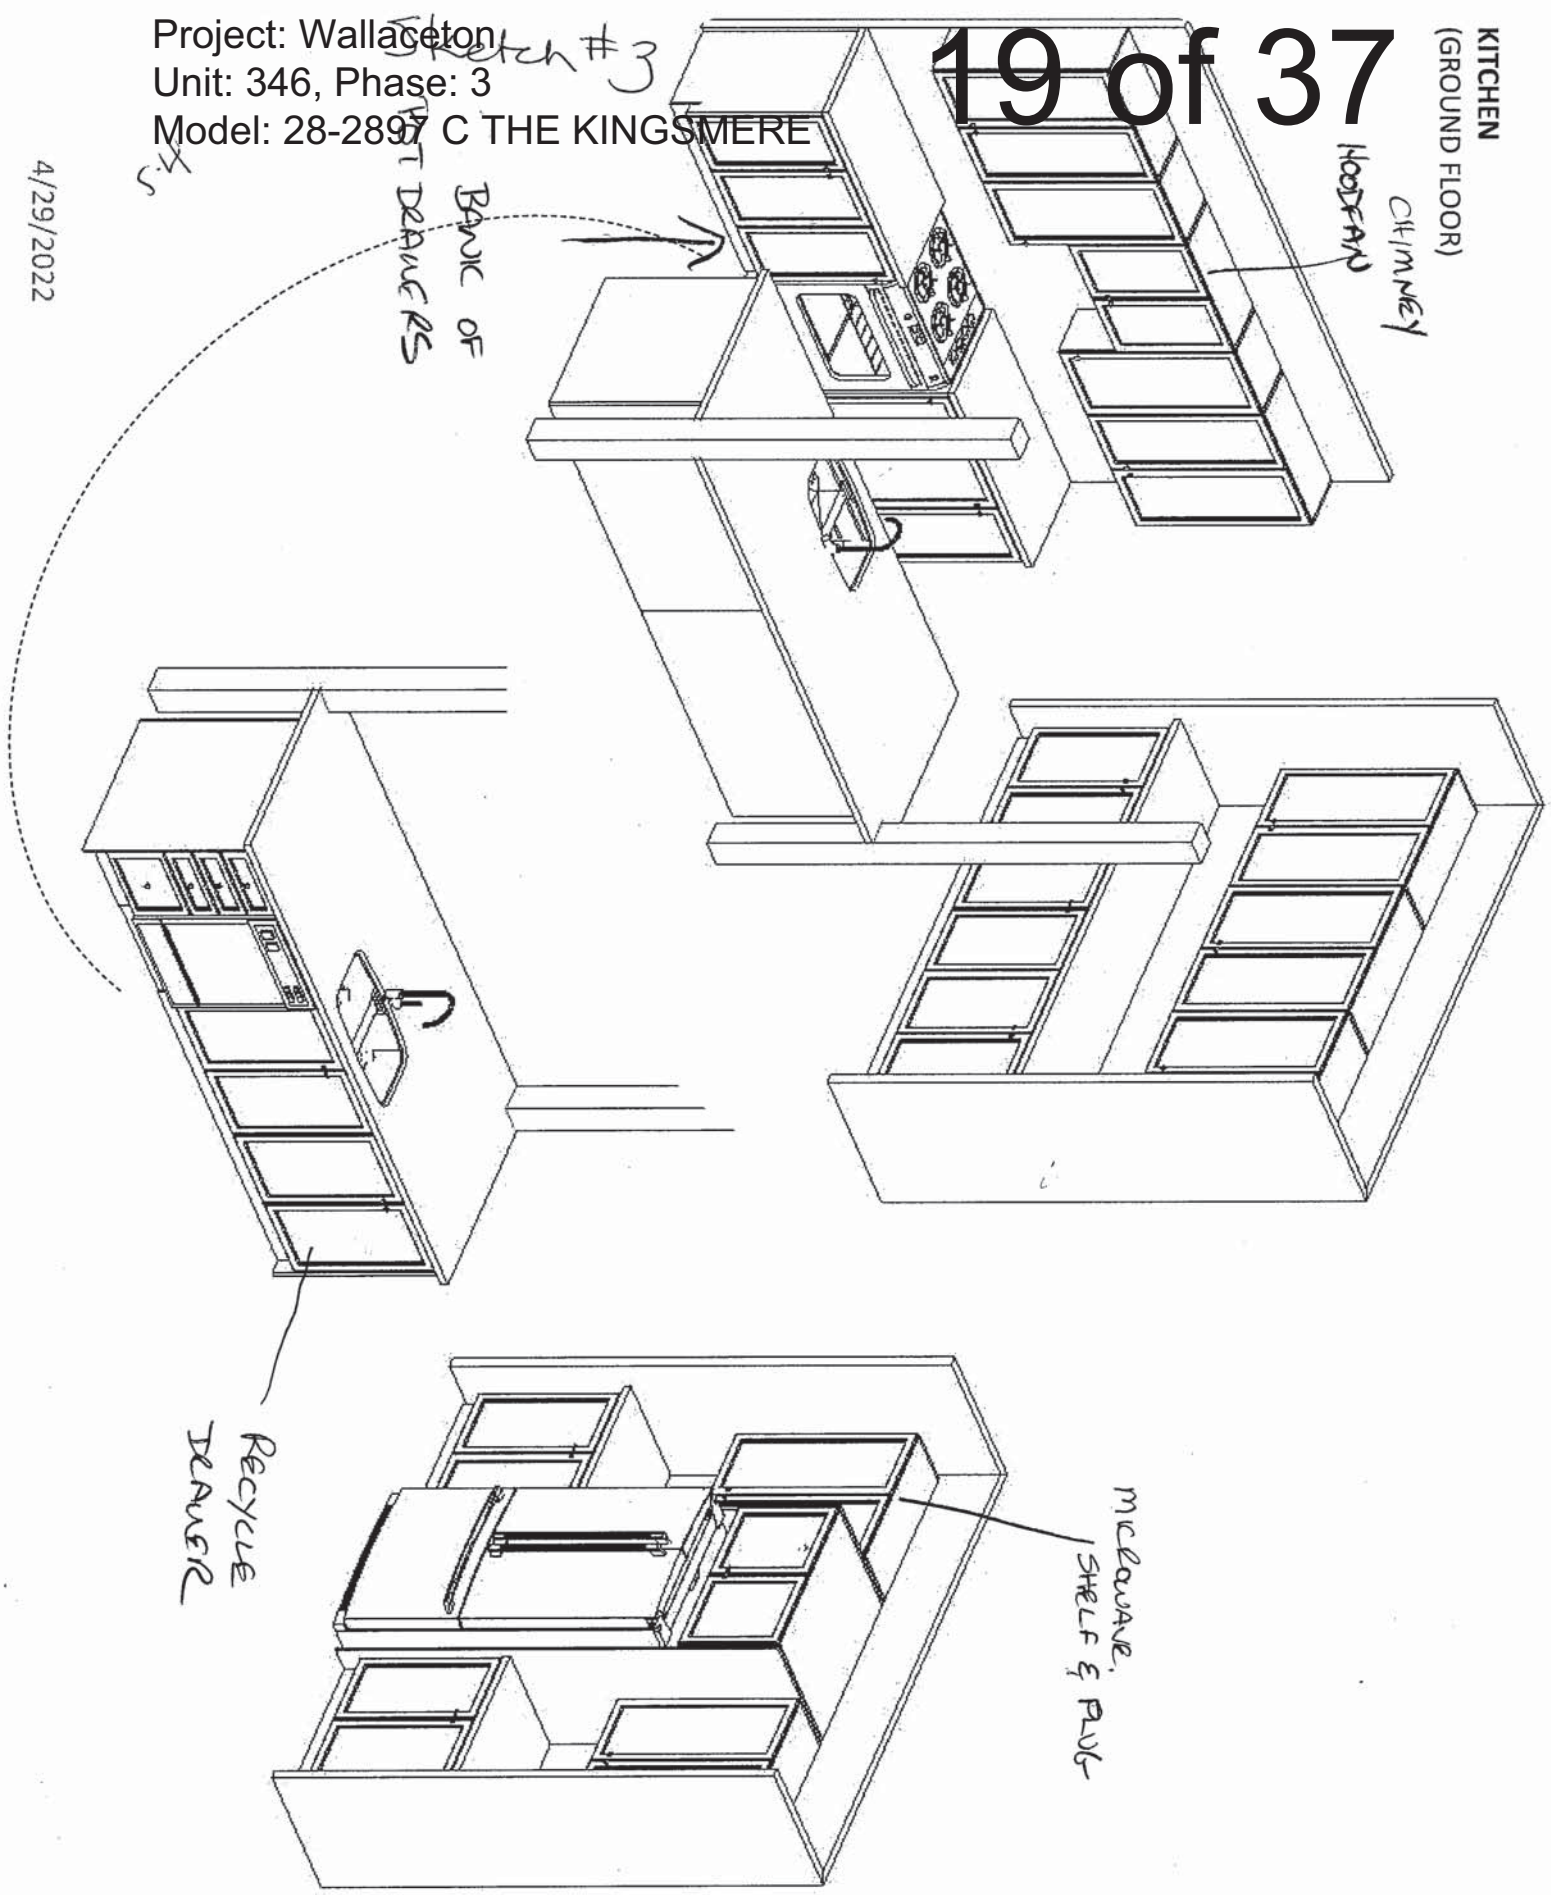 Project: Wallaceton
Unit: 346, Phase: 3
Model: 28-2897 C THE KINGSMERE
19 of 37
Sketch #3
KITCHEN
(GROUND FLOOR)
CHIMNEY
HOODFAN
BANK OF
POT DRAWERS
4/29/2022
MICROWAVE.
SHELF & PLUG
RECYCLE
DRAWER